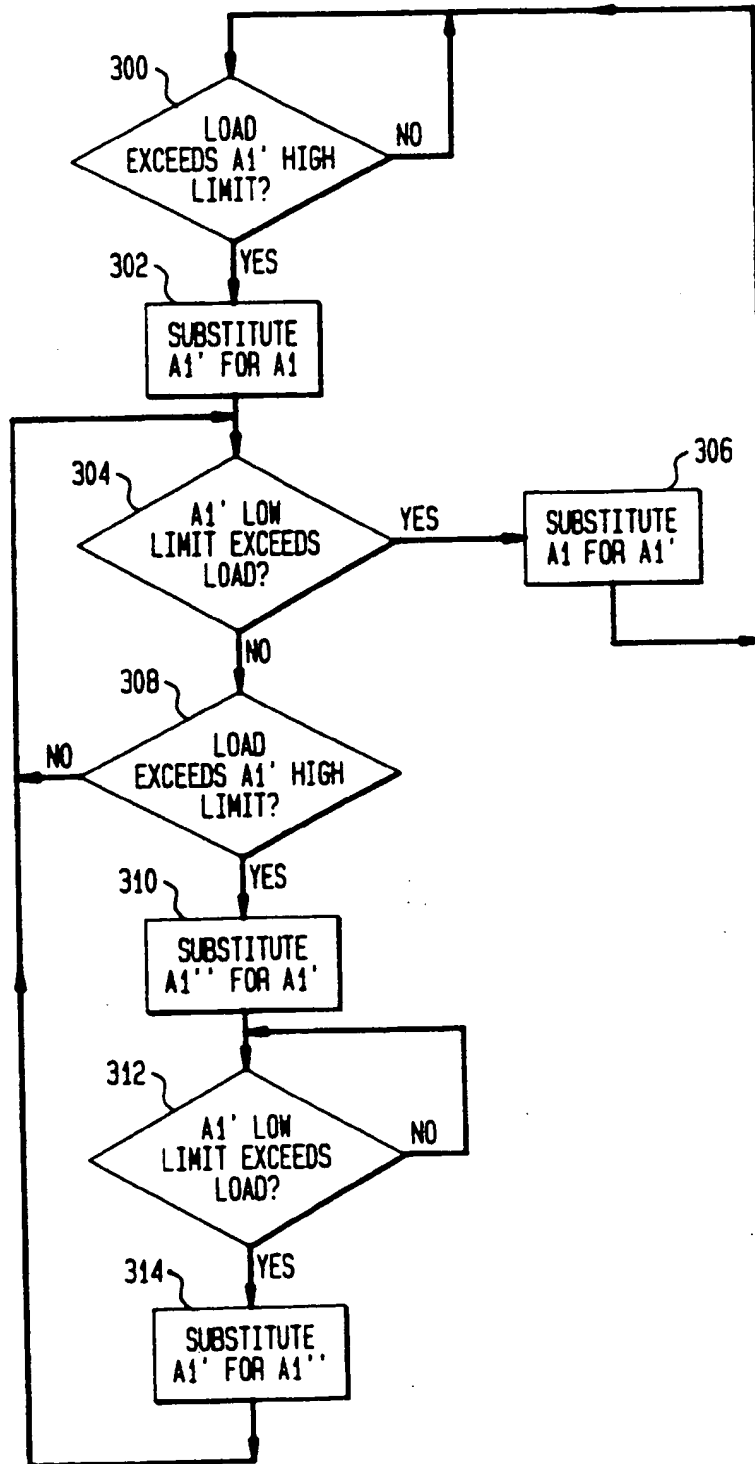 300
LOAD
EXCEEDS A1' HIGH
LIMIT?
NO
YES
302
SUBSTITUTE
A1' FOR A1
304
A1' LOW
LIMIT EXCEEDS
LOAD?
YES
306
SUBSTITUTE
A1 FOR A1'
NO
308
LOAD
EXCEEDS A1' HIGH
LIMIT?
NO
YES
310
SUBSTITUTE
A1'' FOR A1'
312
A1' LOW
LIMIT EXCEEDS
LOAD?
NO
YES
314
SUBSTITUTE
A1' FOR A1''